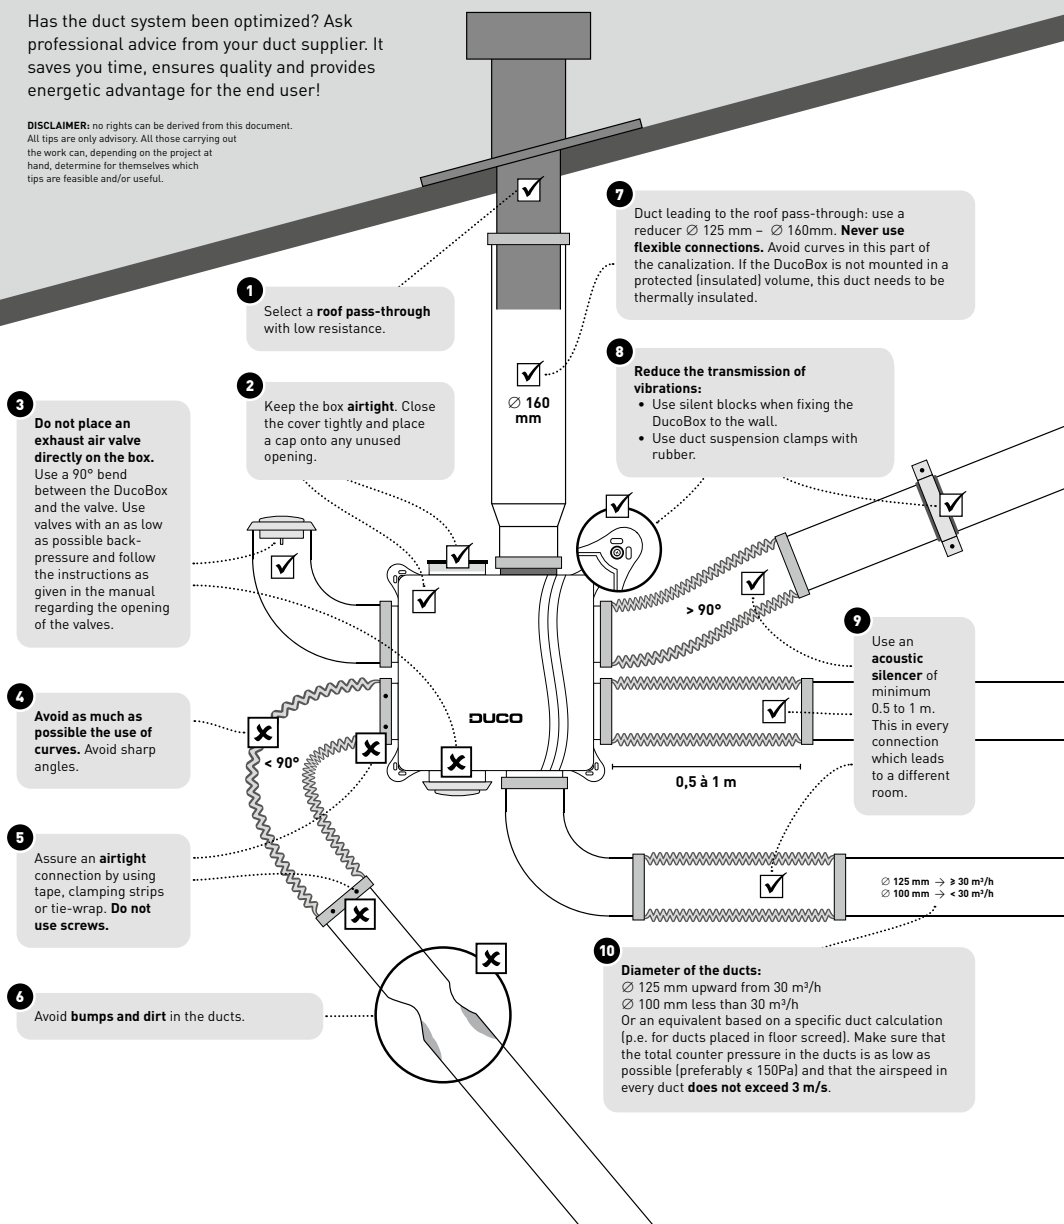 Has the duct system been optimized? Ask
professional advice from your duct supplier. It
saves you time, ensures quality and provides
energetic advantage for the end user!
DISCLAIMER: no rights can be derived from this document.
All tips are only advisory. All those carrying out
the work can, depending on the project at
hand, determine for themselves which
tips are feasible and/or useful.
1
Select a roof pass-through
with low resistance.
2
Keep the box airtight. Close
the cover tightly and place
a cap onto any unused
opening.
3
Do not place an
exhaust air valve
directly on the box.
Use a 90° bend
between the DucoBox
and the valve. Use
valves with an as low
as possible back-
pressure and follow
the instructions as
given in the manual
regarding the opening
of the valves.
4
Avoid as much as
possible the use of
curves. Avoid sharp
angles.
5
Assure an airtight
connection by using
tape, clamping strips
or tie-wrap. Do not
use screws.
6
Avoid bumps and dirt in the ducts.
7
Duct leading to the roof pass-through: use a
reducer ∅ 125 mm – ∅ 160mm. Never use
flexible connections. Avoid curves in this part of
the canalization. If the DucoBox is not mounted in a
protected (insulated) volume, this duct needs to be
thermally insulated.
8
Reduce the transmission of
vibrations:
• Use silent blocks when fixing the
DucoBox to the wall.
• Use duct suspension clamps with
rubber.
9
Use an
acoustic
silencer of
minimum
0.5 to 1 m.
This in every
connection
which leads
to a different
room.
10
Diameter of the ducts:
∅ 125 mm upward from 30 m³/h
∅ 100 mm less than 30 m³/h
Or an equivalent based on a specific duct calculation
(p.e. for ducts placed in floor screed). Make sure that
the total counter pressure in the ducts is as low as
possible (preferably ⩽ 150Pa) and that the airspeed in
every duct does not exceed 3 m/s.
∅ 160
mm
> 90°
< 90°
DUCO
0,5 à 1 m
∅ 125 mm → ⩾ 30 m³/h
∅ 100 mm → < 30 m³/h